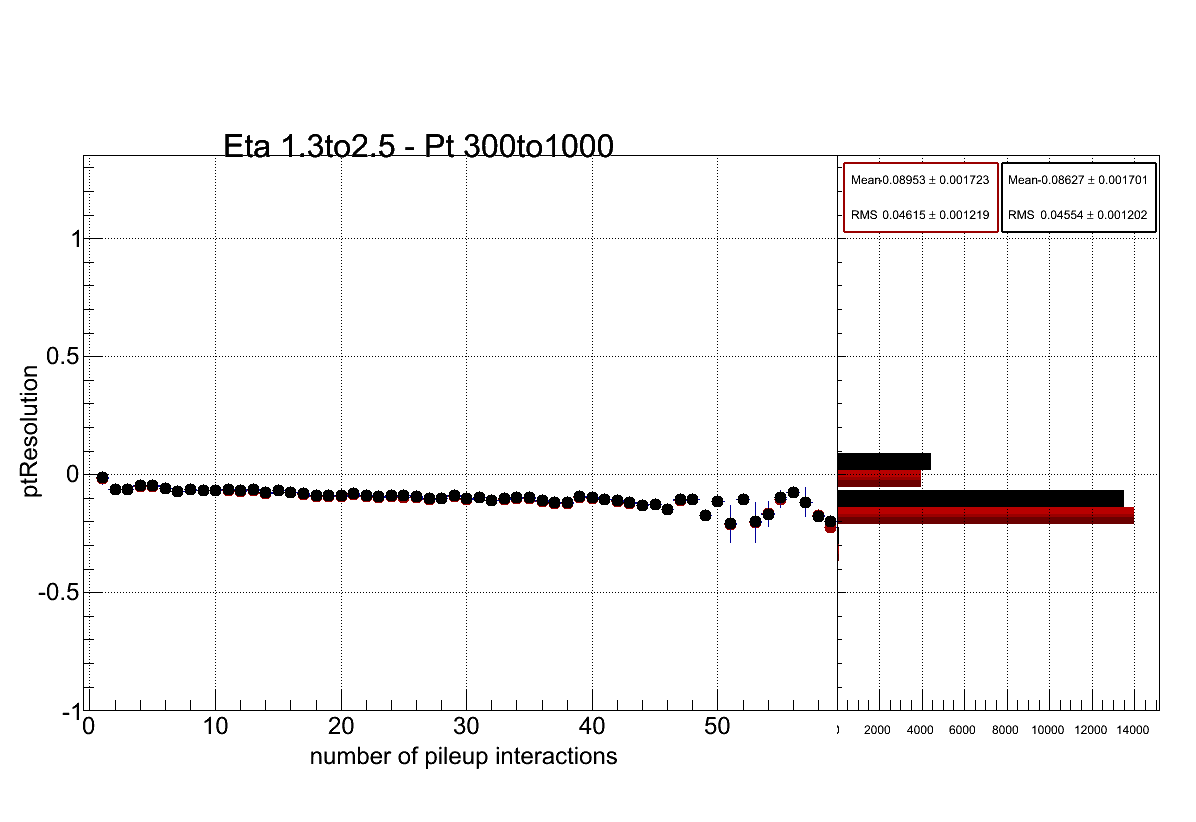 Eta 1.3to2.5 - Pt 300to1000
Mean-0.08953 ± 0.001723
RMS 0.04615 ± 0.001219
Mean-0.08627 ± 0.001701
RMS 0.04554 ± 0.001202
ptResolution
1
0.5
0
-0.5
-1
0 10 20 30 40 50
2000 4000 6000 8000 10000 12000 14000
number of pileup interactions